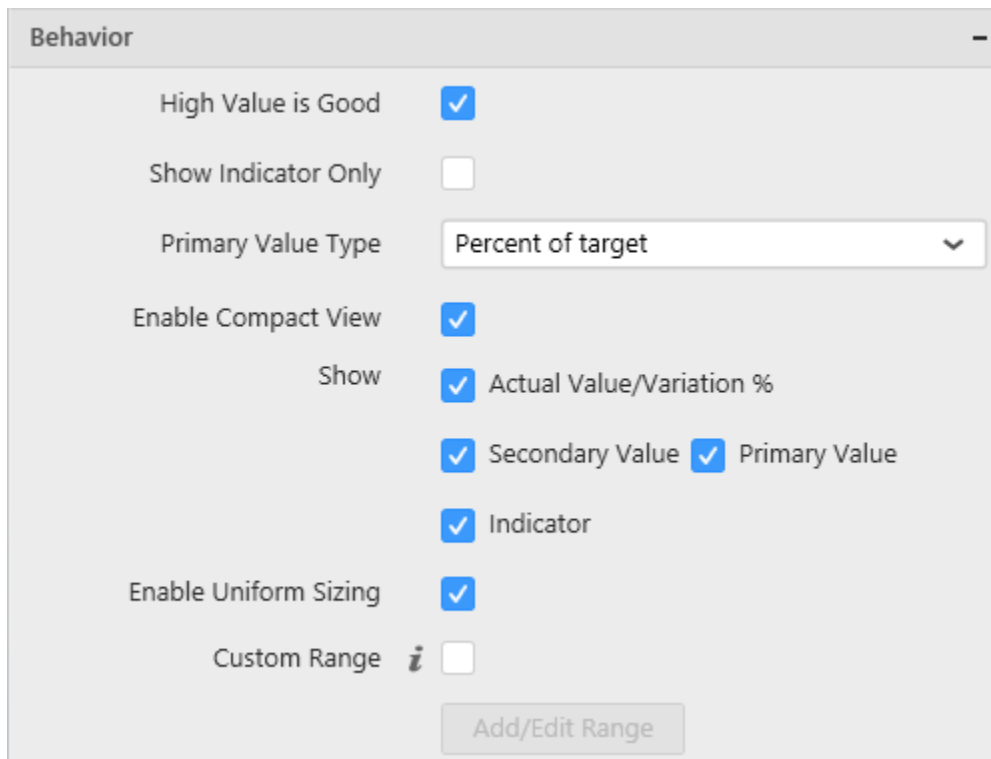 Behavior
High Value is Good
Show Indicator Only
Primary Value Type Percent of target
Enable Compact View
Show Actual Value/Variation %
Secondary Value Primary Value
Indicator
Enable Uniform Sizing
Custom Range i
Add/Edit Range